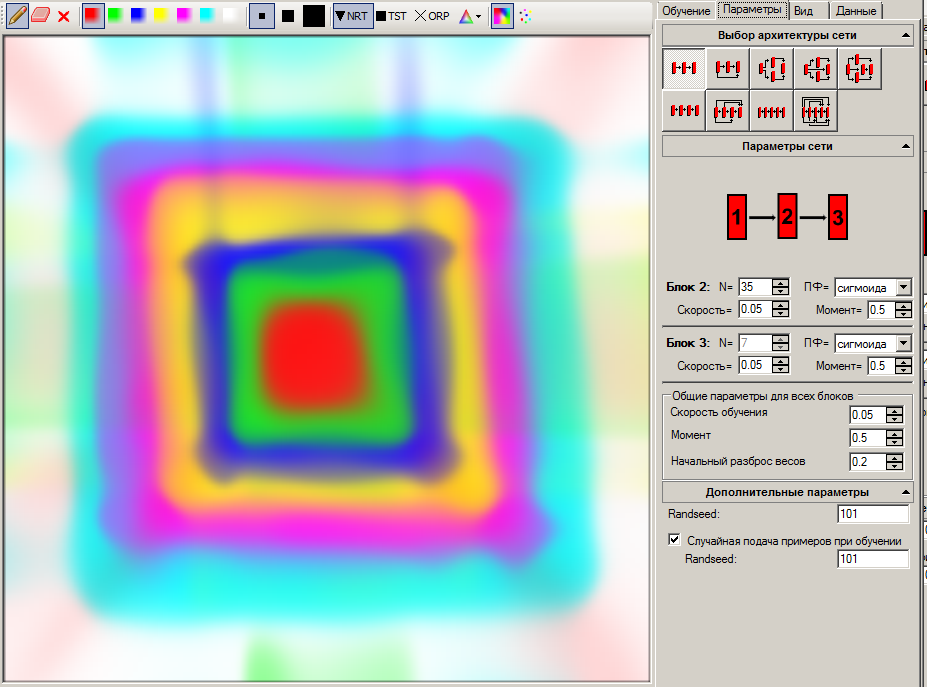 NRT TST ORP
Обучение Параметры Вид Данные
Выбор архитектуры сети
Параметры сети
1 2 3
Блок 2: N= 35 ПФ= сигмоида
Скорость= 0.05 Момент= 0.5
Блок 3: N= 7 ПФ= сигмоида
Скорость= 0.05 Момент= 0.5
Общие параметры для всех блоков
Скорость обучения 0.05
Момент 0.5
Начальный разброс весов 0.2
Дополнительные параметры
Randseed: 101
Случайная подача примеров при обучении
Randseed: 101